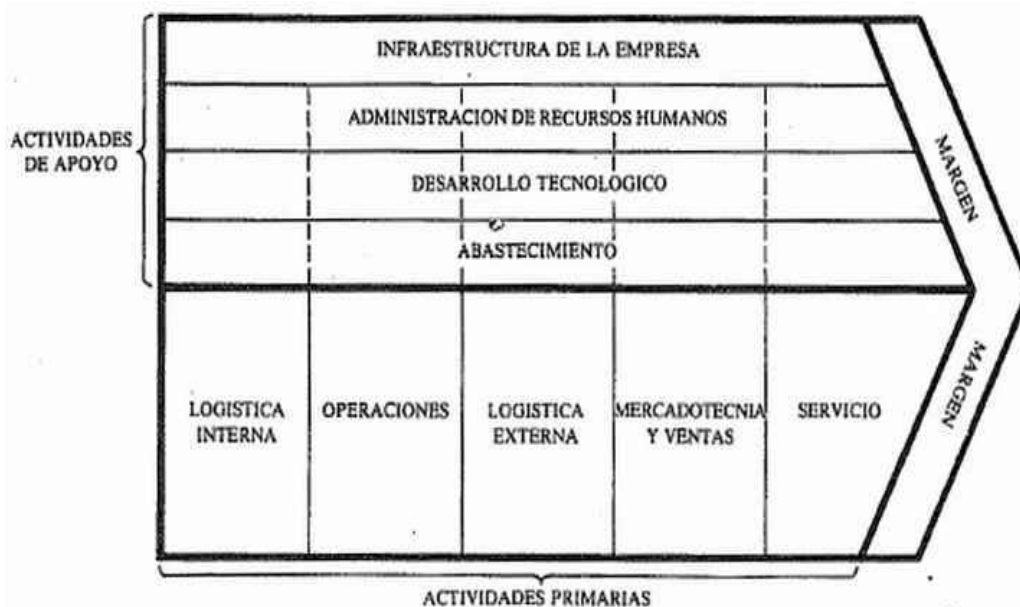 INFRAESTRUCTURA DE LA EMPRESA
ADMINISTRACION DE RECURSOS HUMANOS
ACTIVIDADES
DE APOYO
DESARROLLO TECNOLOGICO
ABASTECIMIENTO
MARGEN
LOGISTICA
INTERNA
OPERACIONES
LOGISTICA
EXTERNA
MERCADOTECNIA
Y VENTAS
SERVICIO
MARGEN
ACTIVIDADES PRIMARIAS